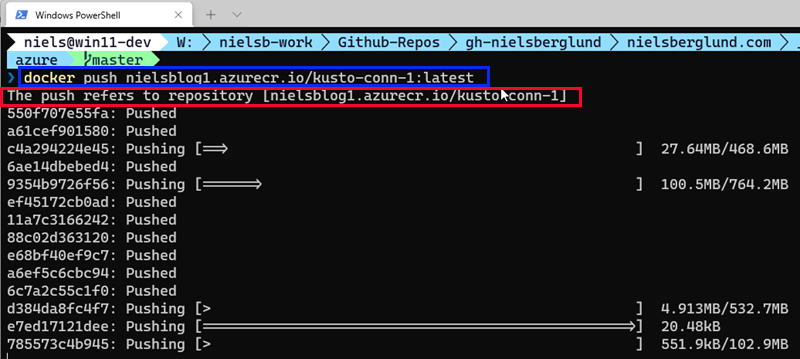 Windows PowerShell
niels@win11-dev W: nielsb-work Github-Repos gh-nielsberglund nielsberglund.com
azure master
❯ docker push nielsblog1.azurecr.io/kusto-conn-1:latest
The push refers to repository [nielsblog1.azurecr.io/kusto-conn-1]
550f707e55fa: Pushed
a61cef901580: Pushed
c4a294224e45: Pushing [==> ] 27.64MB/468.6MB
6ae14dbebed4: Pushed
9354b9726f56: Pushing [======> ] 100.5MB/764.2MB
ef45172cb0ad: Pushed
11a7c3166242: Pushed
88c02d363120: Pushed
e68bf40ef9c7: Pushed
a6ef5c6cbc94: Pushed
6c7a2c55c1f0: Pushed
d384da8fc4f7: Pushing [> ] 4.913MB/532.7MB
e7ed17121dee: Pushing [==================================================>] 20.48kB
785573c4b945: Pushing [> ] 551.9kB/102.9MB